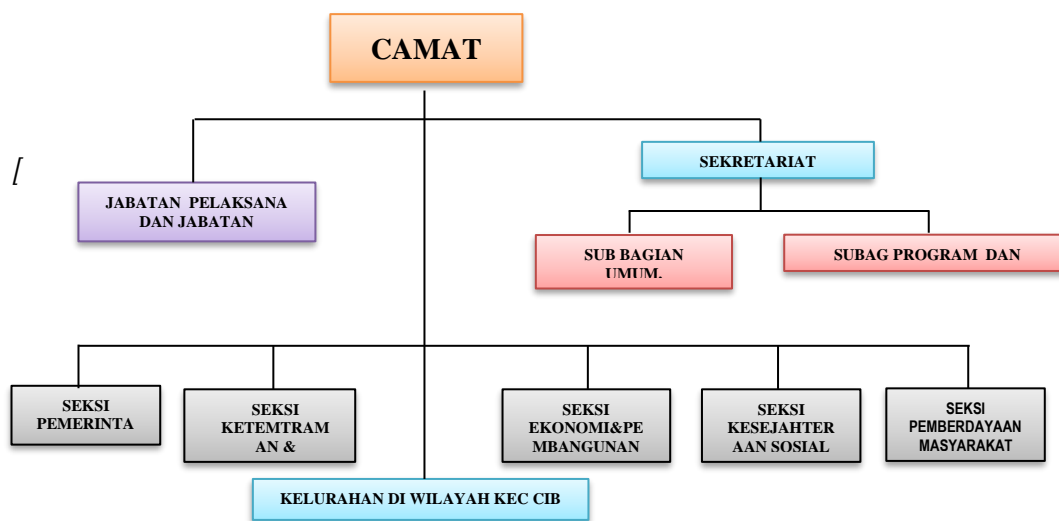 CAMAT
[
SEKRETARIAT
JABATAN PELAKSANA
DAN JABATAN
SUB BAGIAN
UMUM.
SUBAG PROGRAM DAN
SEKSI
PEMERINTA
SEKSI
KETEMTRAM
AN &
SEKSI
EKONOMI&PE
MBANGUNAN
SEKSI
KESEJAHTER
AAN SOSIAL
SEKSI
PEMBERDAYAAN
MASYARAKAT
KELURAHAN DI WILAYAH KEC CIB